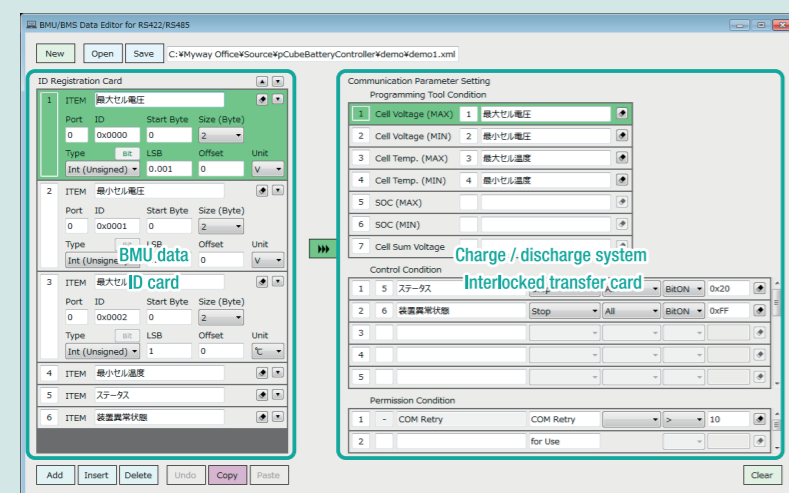 BMU/BMS Data Editor for RS422/RS485
New Open Save C:¥Myway Office¥Source¥pCubeBatteryController¥demo¥demo1.xml
ID Registration Card
1 ITEM 最大セル電圧
Port ID Start Byte Size (Byte)
0 0x0000 0 2
Type Bit LSB Offset Unit
Int (Unsigned) 0.001 0 V
2 ITEM 最小セル電圧
Port ID Start Byte Size (Byte)
0 0x0001 0 2
Type Bit LSB Offset Unit
Int (Unsigned) 0 V
BMU data
ID card
3 ITEM 最大セル
Port ID Start Byte Size (Byte)
0 0x0002 0 2
Type Bit LSB Offset Unit
Int (Unsigned) 1 0 ℃
4 ITEM 最小セル温度
5 ITEM ステータス
6 ITEM 装置異常状態
Add Insert Delete Undo Copy Paste
Communication Parameter Setting
Programming Tool Condition
1 Cell Voltage (MAX) 1 最大セル電圧
2 Cell Voltage (MIN) 2 最小セル電圧
3 Cell Temp. (MAX) 3 最大セル温度
4 Cell Temp. (MIN) 4 最小セル温度
5 SOC (MAX)
6 SOC (MIN)
7 Cell Sum Voltage
Charge / discharge system
Interlocked transfer card
Control Condition
1 5 ステータス Stop All BitON 0x20
2 6 装置異常状態 Stop All BitON 0xFF
3
4
5
Permission Condition
1 - COM Retry COM Retry > 10
2 for Use
Clear